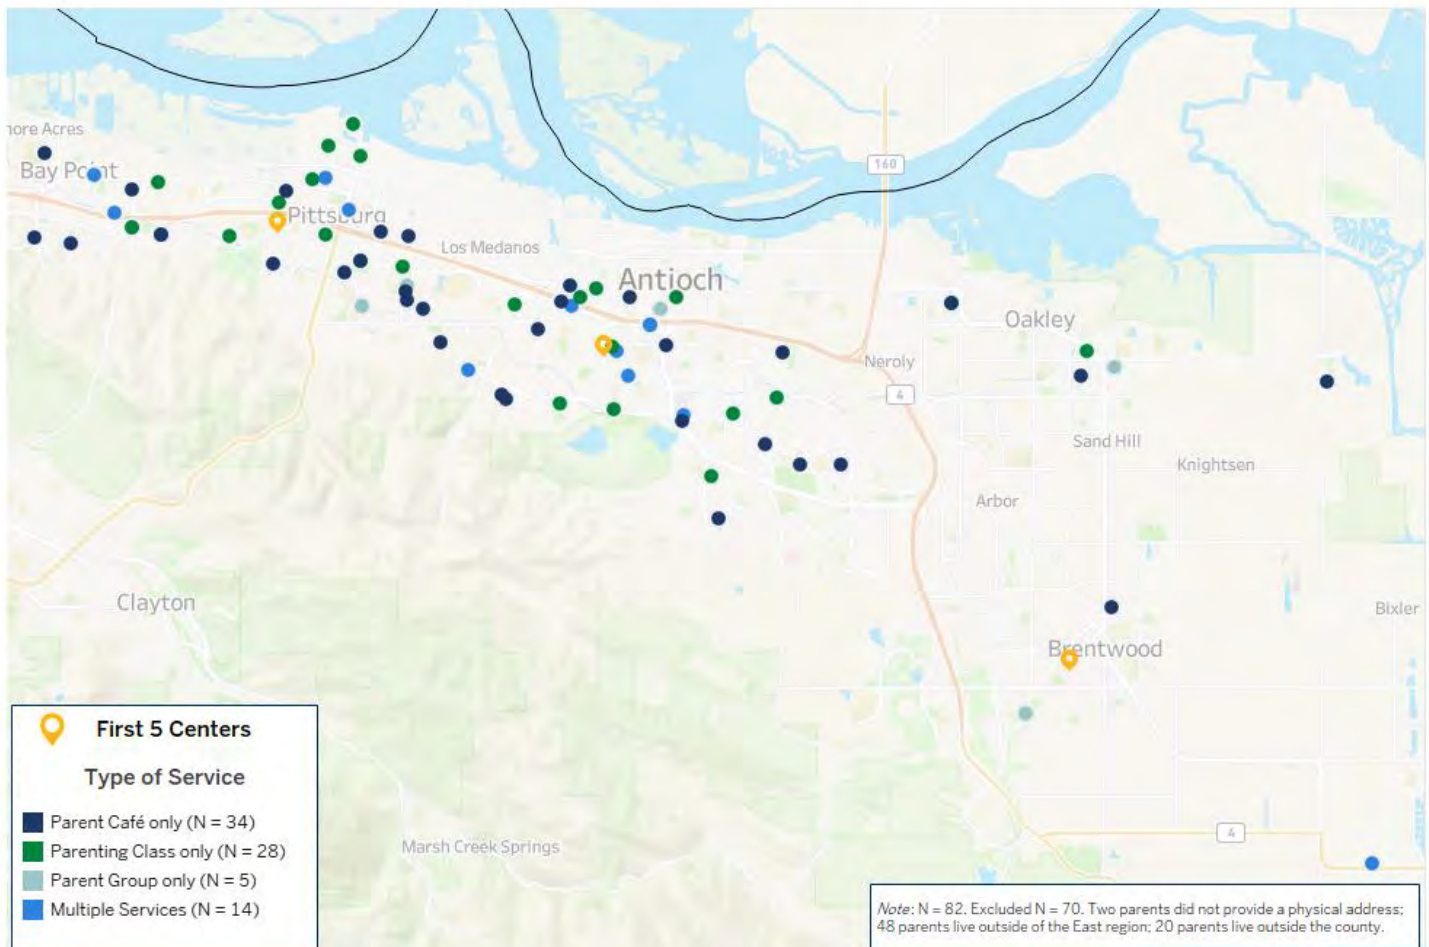 160
more Acres
Bay Point
Pittsburg
Los Medanos
Antioch
Oakley
Neroly
4
Sand Hill
Knightsen
Arbor
Clayton
Bixler
Brentwood
First 5 Centers
Type of Service
Parent Café only (N = 34)
Parenting Class only (N = 28)
Parent Group only (N = 5)
Multiple Services (N = 14)
Marsh Creek Springs
4
Note: N = 82. Excluded N = 70. Two parents did not provide a physical address;
48 parents live outside of the East region; 20 parents live outside the county.